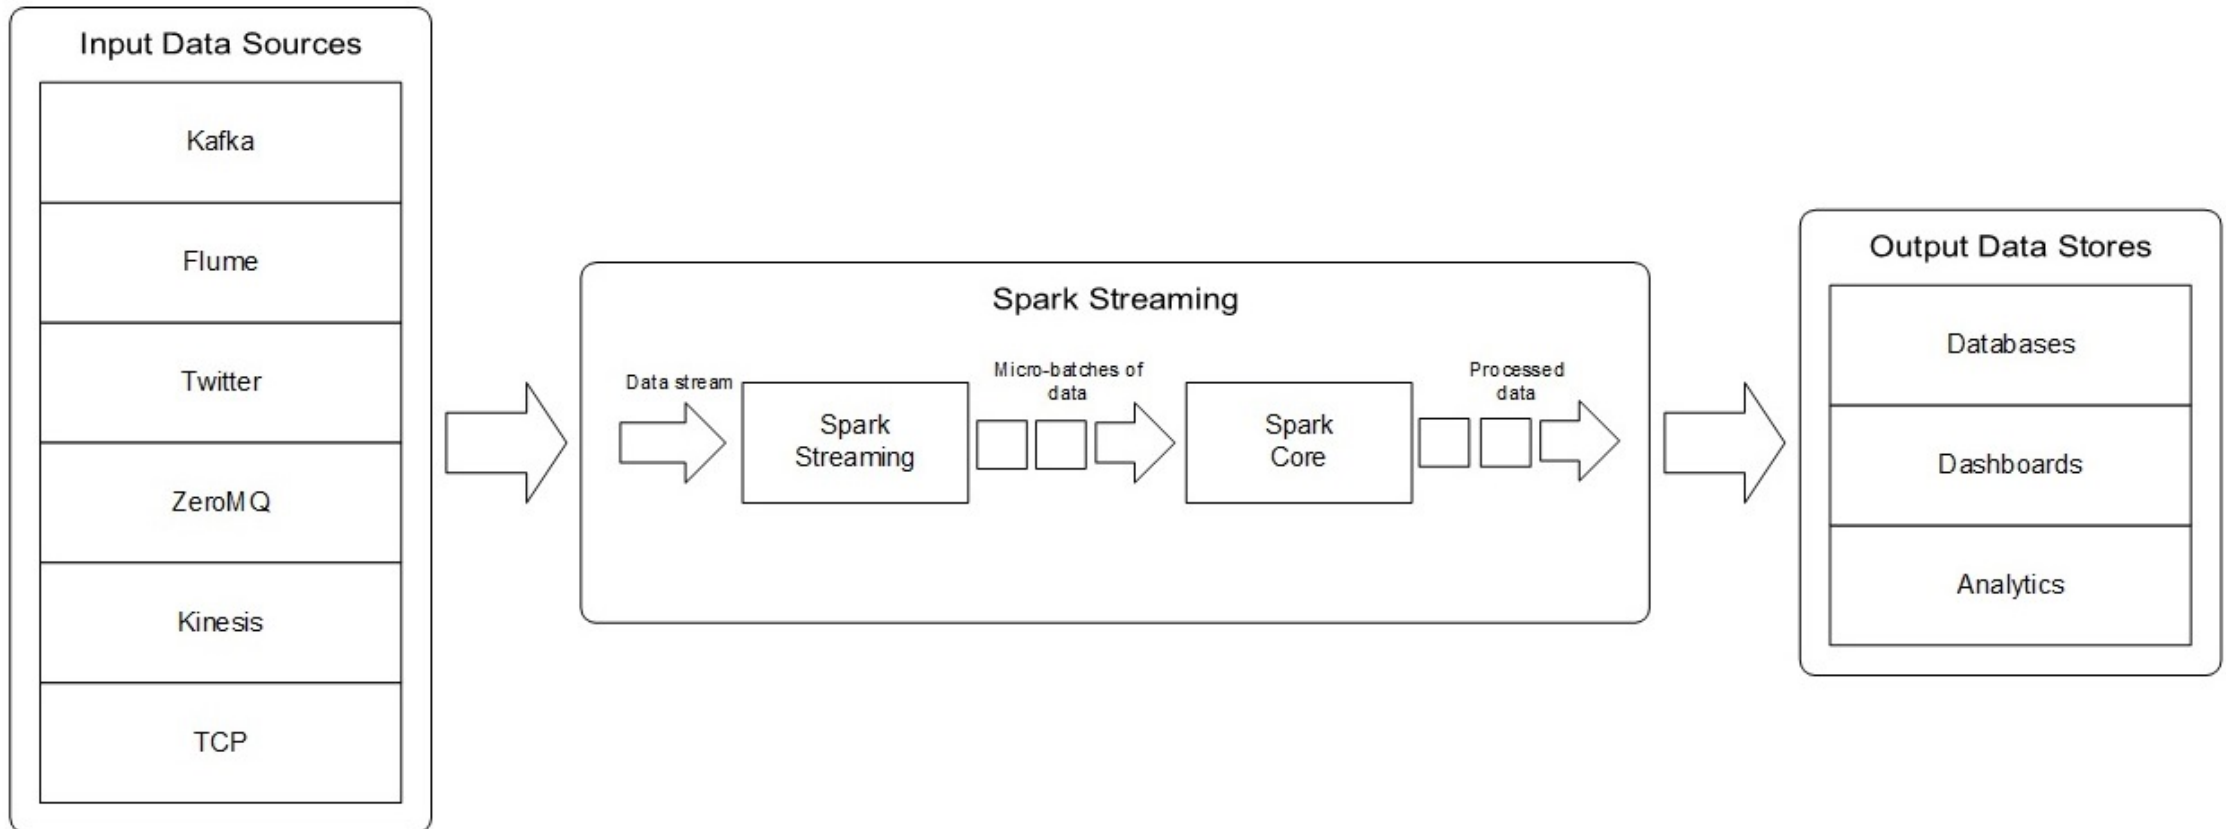 Input Data Sources
Kafka
Flume
Twitter
ZeroMQ
Kinesis
TCP
Spark Streaming
Data stream
Spark
Streaming
Micro-batches of
data
Spark
Core
Processed
data
Output Data Stores
Databases
Dashboards
Analytics